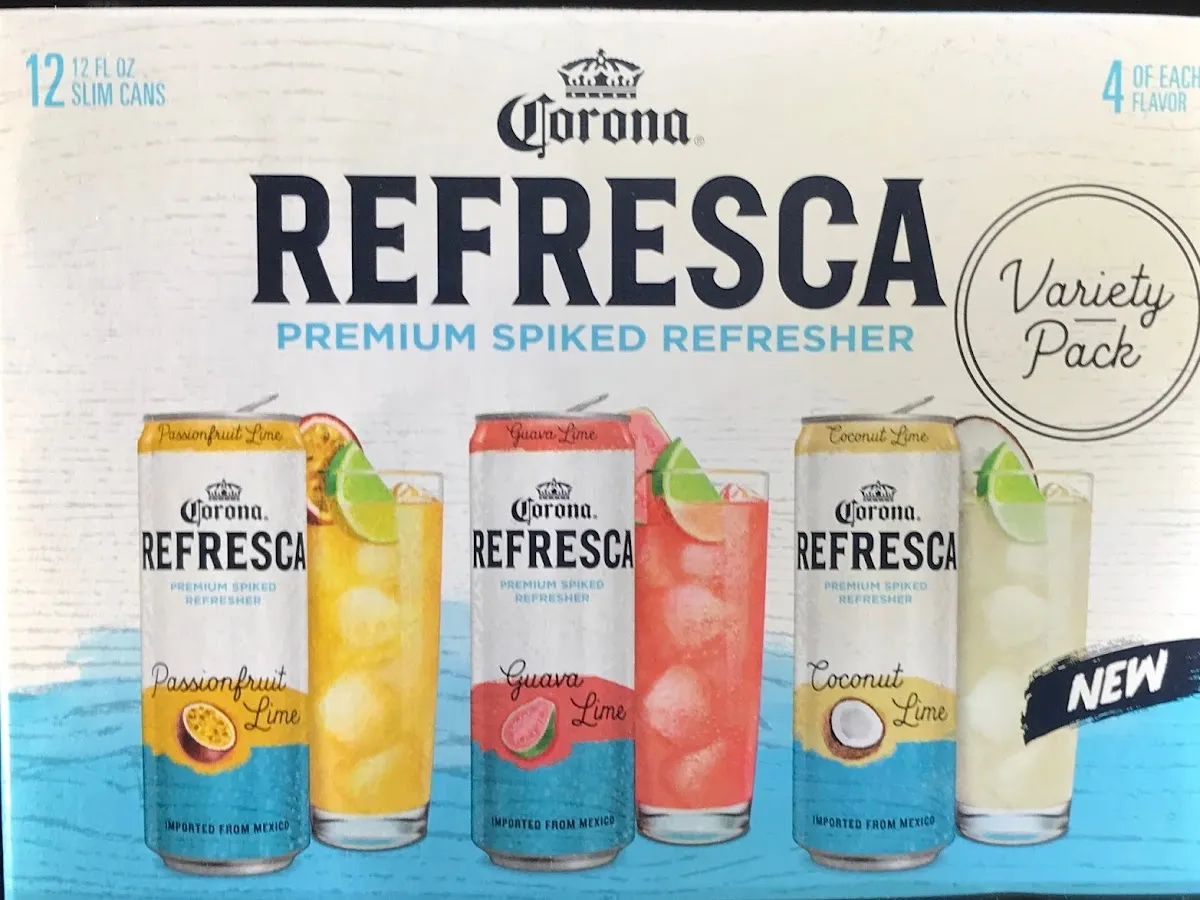 12 12 FL OZ
SLIM CANS
4 OF EACH
FLAVOR
Corona®
REFRESCA
PREMIUM SPIKED REFRESHER
Variety
Pack
Passionfruit Lime
Corona.
REFRESCA
PREMIUM SPIKED
REFRESHER
Passionfruit
Lime
IMPORTED FROM MEXICO
Guava Lime
Corona.
REFRESCA
PREMIUM SPIKED
REFRESHER
Guava
Lime
IMPORTED FROM MEXICO
Coconut Lime
Corona.
REFRESCA
PREMIUM SPIKED
REFRESHER
Coconut
Lime
IMPORTED FROM MEXICO
NEW